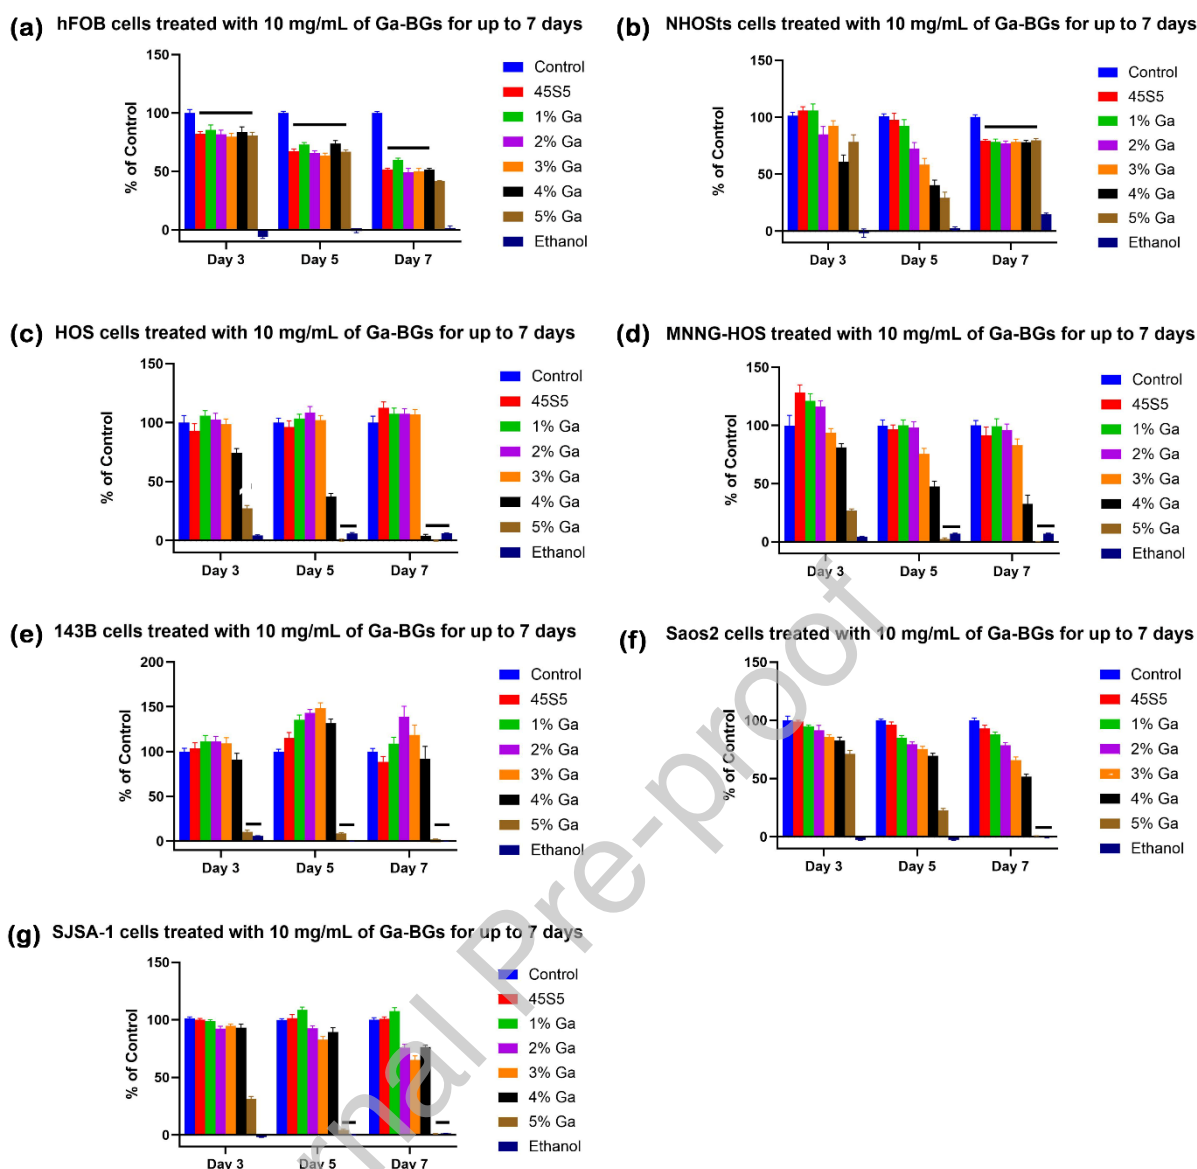 (a) hFOB cells treated with 10 mg/mL of Ga-BGs for up to 7 days
150
100
50
0
% of Control
Day 3 Day 5 Day 7
Control
45S5
1% Ga
2% Ga
3% Ga
4% Ga
5% Ga
Ethanol
(b) NHOSts cells treated with 10 mg/mL of Ga-BGs for up to 7 days
150
100
50
0
% of Control
Day 3 Day 5 Day 7
Control
45S5
1% Ga
2% Ga
3% Ga
4% Ga
5% Ga
Ethanol
(c) HOS cells treated with 10 mg/mL of Ga-BGs for up to 7 days
150
100
50
0
% of Control
Day 3 Day 5 Day 7
Control
45S5
1% Ga
2% Ga
3% Ga
4% Ga
5% Ga
Ethanol
(d) MNNG-HOS treated with 10 mg/mL of Ga-BGs for up to 7 days
150
100
50
0
% of Control
Day 3 Day 5 Day 7
Control
45S5
1% Ga
2% Ga
3% Ga
4% Ga
5% Ga
Ethanol
(e) 143B cells treated with 10 mg/mL of Ga-BGs for up to 7 days
200
150
100
50
0
% of Control
Day 3 Day 5 Day 7
Control
45S5
1% Ga
2% Ga
3% Ga
4% Ga
5% Ga
Ethanol
(f) Saos2 cells treated with 10 mg/mL of Ga-BGs for up to 7 days
150
100
50
0
% of Control
Day 3 Day 5 Day 7
Control
45S5
1% Ga
2% Ga
3% Ga
4% Ga
5% Ga
Ethanol
(g) SJSA-1 cells treated with 10 mg/mL of Ga-BGs for up to 7 days
150
100
50
0
% of Control
Day 3 Day 5 Day 7
Control
45S5
1% Ga
2% Ga
3% Ga
4% Ga
5% Ga
Ethanol
rnal Pre-proof